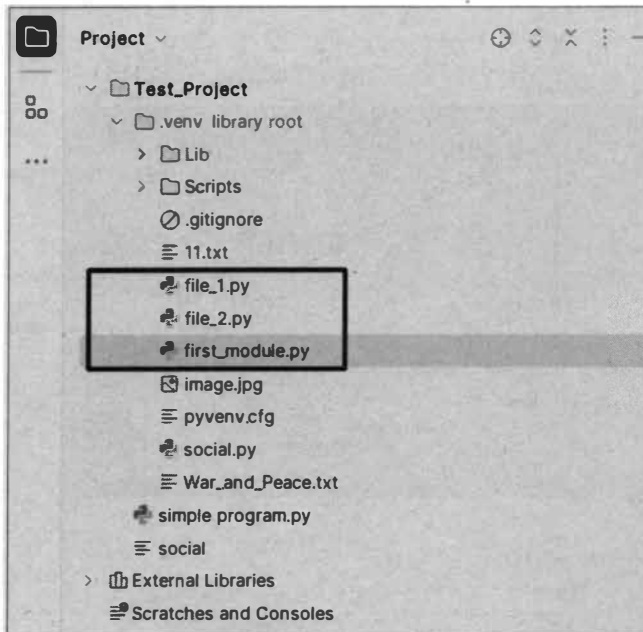 Project
Test_Project
.venv library root
Lib
Scripts
.gitignore
11.txt
file_1.py
file_2.py
first_module.py
image.jpg
pyvenv.cfg
social.py
War_and_Peace.txt
simple program.py
social
External Libraries
Scratches and Consoles